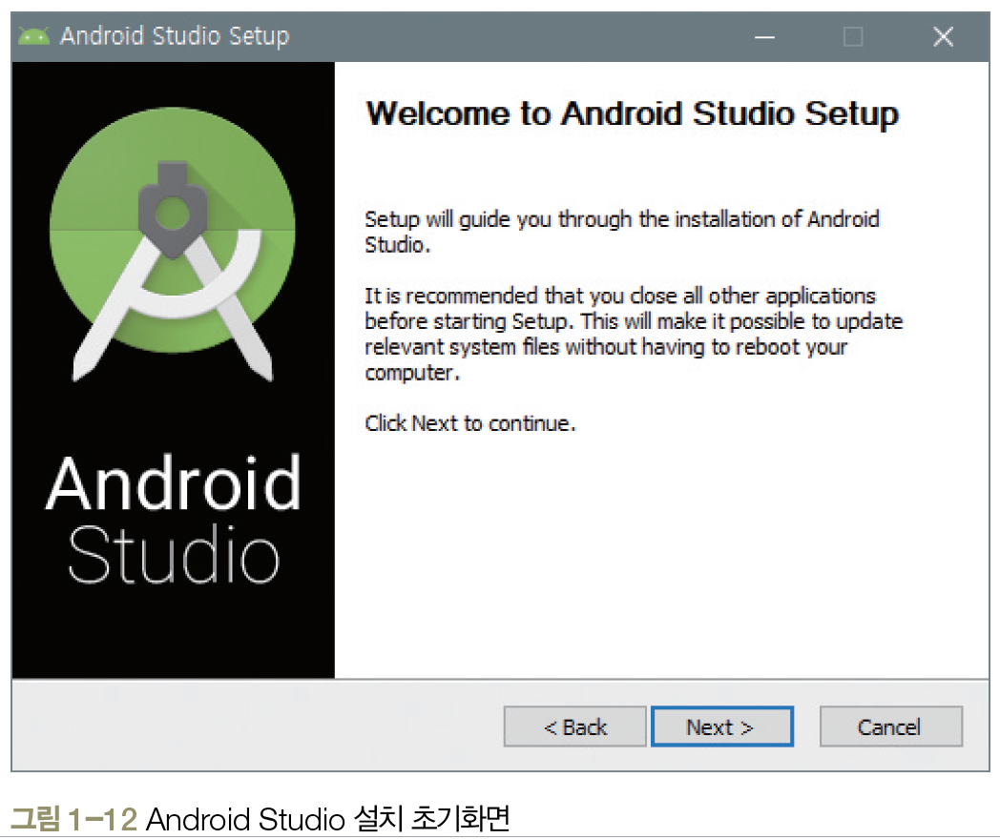 Android Studio Setup
Welcome to Android Studio Setup
Setup will guide you through the installation of Android
Studio.
It is recommended that you close all other applications
before starting Setup. This will make it possible to update
relevant system files without having to reboot your
computer.
Click Next to continue.
Android
Studio
< Back
Next >
Cancel
그림 1-12 Android Studio 설치 초기화면